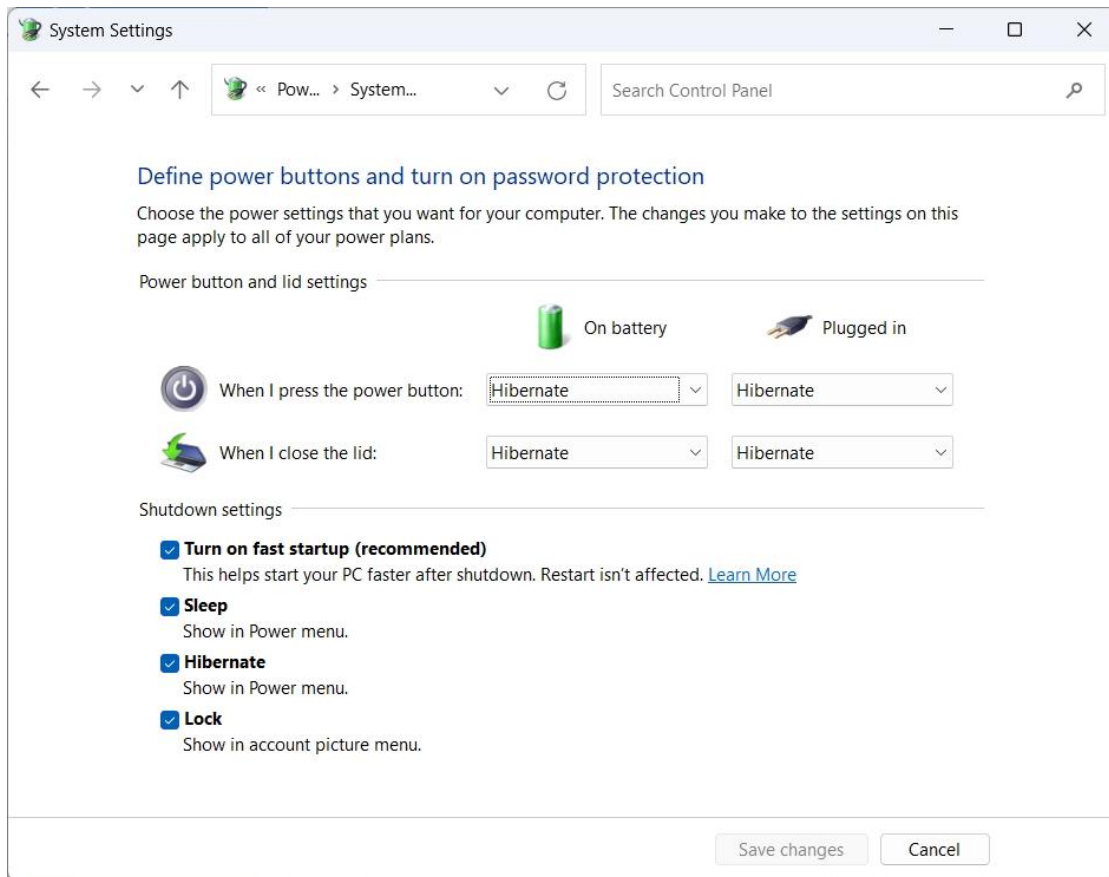 System Settings
« Pow... › System...
Search Control Panel
Define power buttons and turn on password protection
Choose the power settings that you want for your computer. The changes you make to the settings on this
page apply to all of your power plans.
Power button and lid settings
On battery
Plugged in
When I press the power button:
Hibernate
Hibernate
When I close the lid:
Hibernate
Hibernate
Shutdown settings
Turn on fast startup (recommended)
This helps start your PC faster after shutdown. Restart isn't affected. Learn More
Sleep
Show in Power menu.
Hibernate
Show in Power menu.
Lock
Show in account picture menu.
Save changes
Cancel